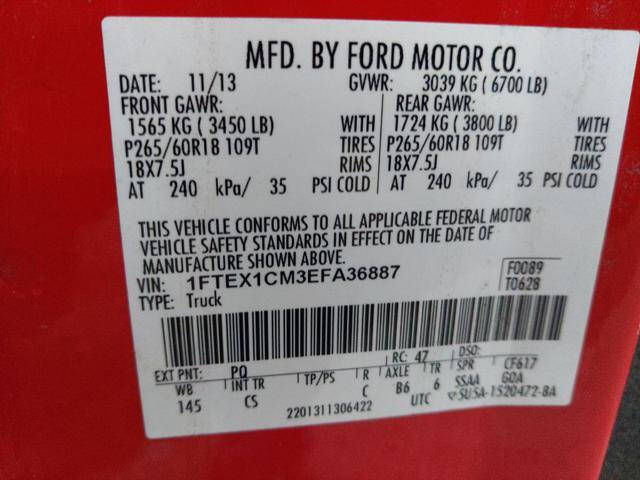 MFD. BY FORD MOTOR CO.
DATE: 11/13 GVWR: 3039 KG ( 6700 LB)
FRONT GAWR: REAR GAWR:
1565 KG ( 3450 LB) WITH 1724 KG ( 3800 LB) WITH
P265/60R18 109T TIRES P265/60R18 109T TIRES
18X7.5J RIMS 18X7.5J RIMS
AT 240 kPa/ 35 PSI COLD AT 240 kPa/ 35 PSI COLD
THIS VEHICLE CONFORMS TO ALL APPLICABLE FEDERAL MOTOR
VEHICLE SAFETY STANDARDS IN EFFECT ON THE DATE OF
MANUFACTURE SHOWN ABOVE.
VIN: 1FTEX1CM3EFA36887 F0089
TYPE: Truck T0628
EXT PNT: PQ RC: 47 DSO:
WB INT TR TP/PS R AXLE TR SPR CF617
145 CS C B6 6 SSAA GOA
2201311306422 UTC SU5A-1520472-BA